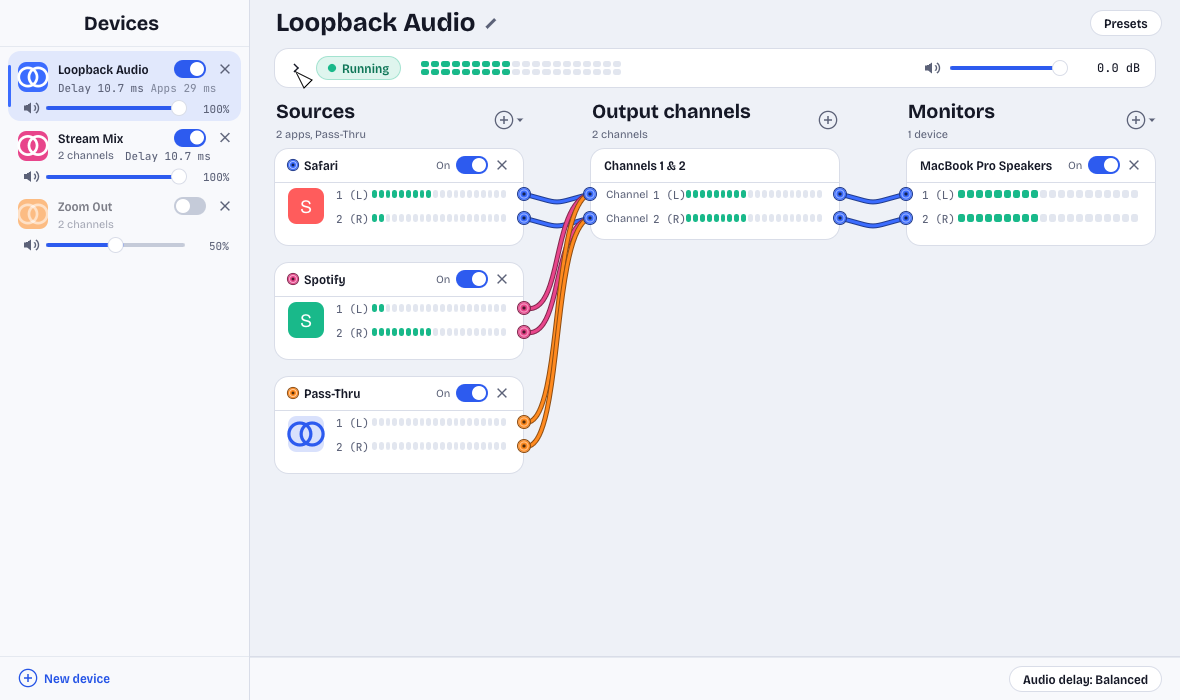 Devices
Loopback Audio
Delay 10.7 ms Apps 29 ms
100%
Stream Mix
2 channels Delay 10.7 ms
100%
Zoom Out
2 channels
50%
New device
Loopback Audio
Presets
Running
0.0 dB
Sources
2 apps, Pass-Thru
Safari On
S
1 (L)
2 (R)
Spotify On
S
1 (L)
2 (R)
Pass-Thru On
1 (L)
2 (R)
Output channels
2 channels
Channels 1 & 2
Channel 1 (L)
Channel 2 (R)
Monitors
1 device
MacBook Pro Speakers On
1 (L)
2 (R)
Audio delay: Balanced